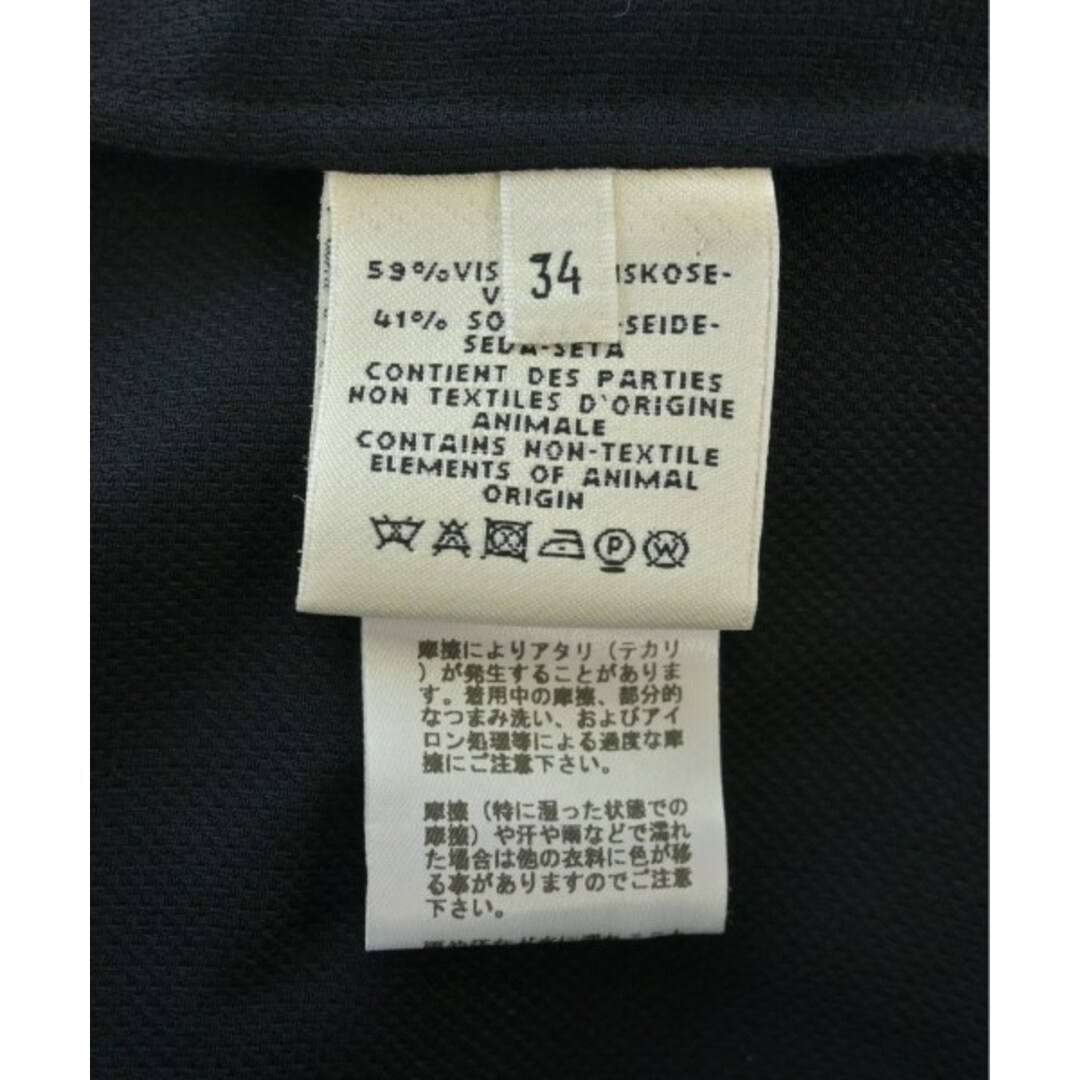 34
59% ISKOSE-
41% -SEIDE-
SEDA-SETA
CONTIENT DES PARTIES
NON TEXTILES D'ORIGINE
ANIMALE
CONTAINS NON-TEXTILE
ELEMENTS OF ANIMAL
ORIGIN
P W
摩擦によりアタリ(テカリ
)が発生することがありま
す。着用中の摩擦、部分的
なつまみ洗い、およびアイ
ロン処理等による過度な摩
擦にご注意下さい。
摩擦(特に湿った状態での
摩擦)や汗や雨などで濡れ
た場合は他の衣料に色が移
る事がありますのでご注意
下さい。